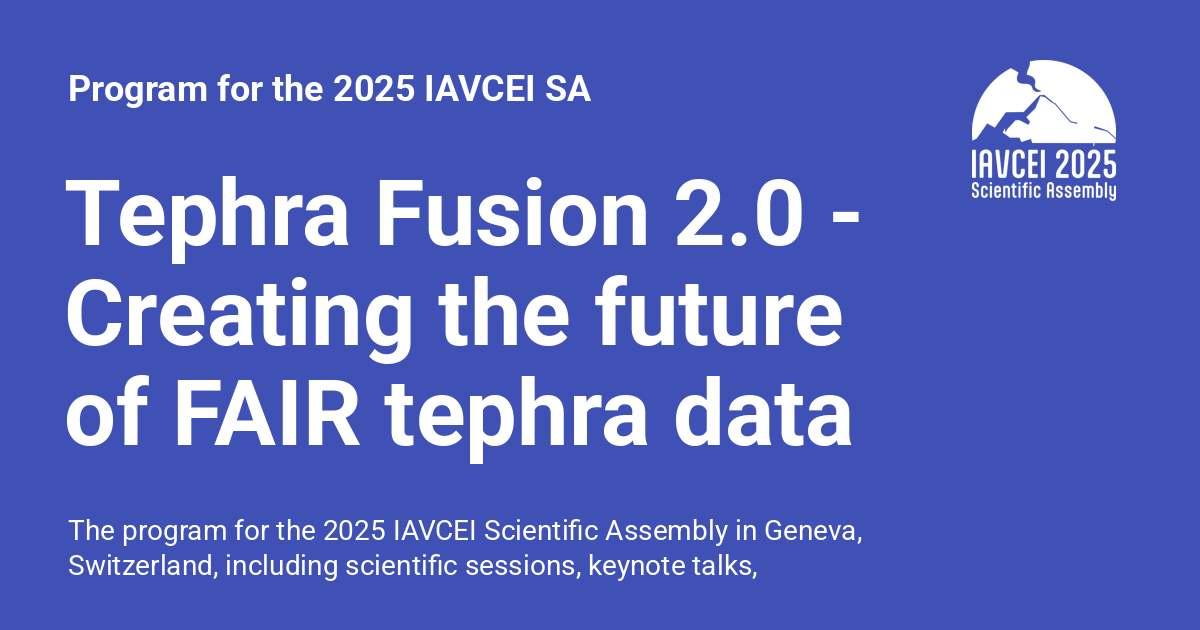 Program for the 2025 IAVCEI SA
IAVCEI 2025
Scientific Assembly
Tephra Fusion 2.0 -
Creating the future
of FAIR tephra data
The program for the 2025 IAVCEI Scientific Assembly in Geneva,
Switzerland, including scientific sessions, keynote talks,